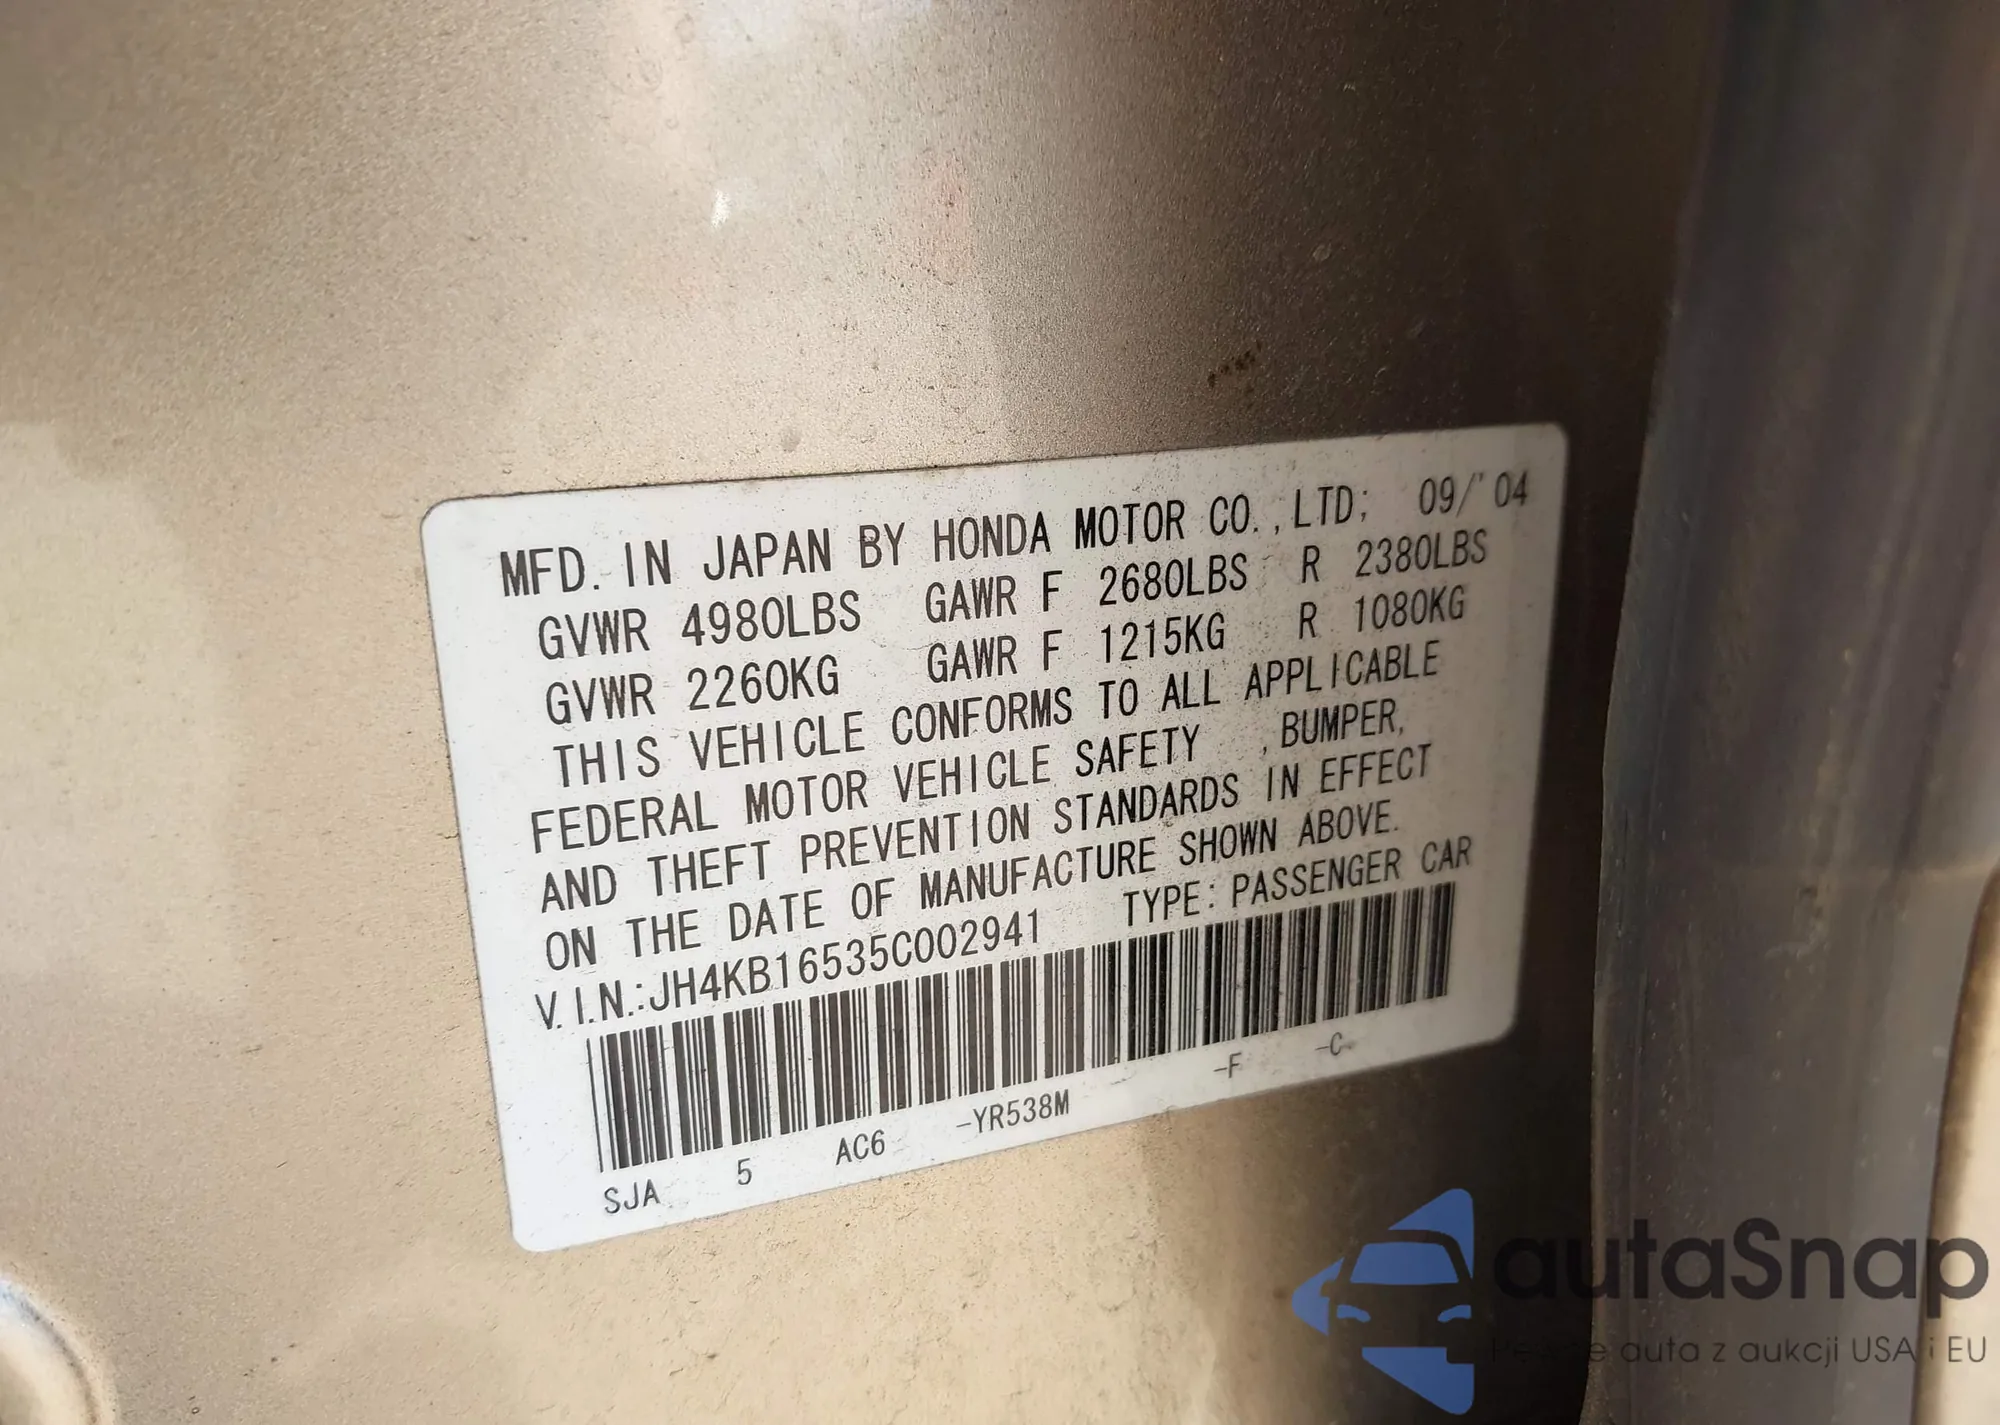 MFD. IN JAPAN BY HONDA MOTOR CO.,LTD; 09/'04
GVWR 4980LBS GAWR F 2680LBS R 2380LBS
GVWR 2260KG GAWR F 1215KG R 1080KG
THIS VEHICLE CONFORMS TO ALL APPLICABLE
FEDERAL MOTOR VEHICLE SAFETY , BUMPER,
AND THEFT PREVENTION STANDARDS IN EFFECT
ON THE DATE OF MANUFACTURE SHOWN ABOVE.
V.I.N.:JH4KB16535C002941 TYPE: PASSENGER CAR
SJA 5 AC6 -YR538M -F -C
autaSnap
auta z aukcji USA i EU